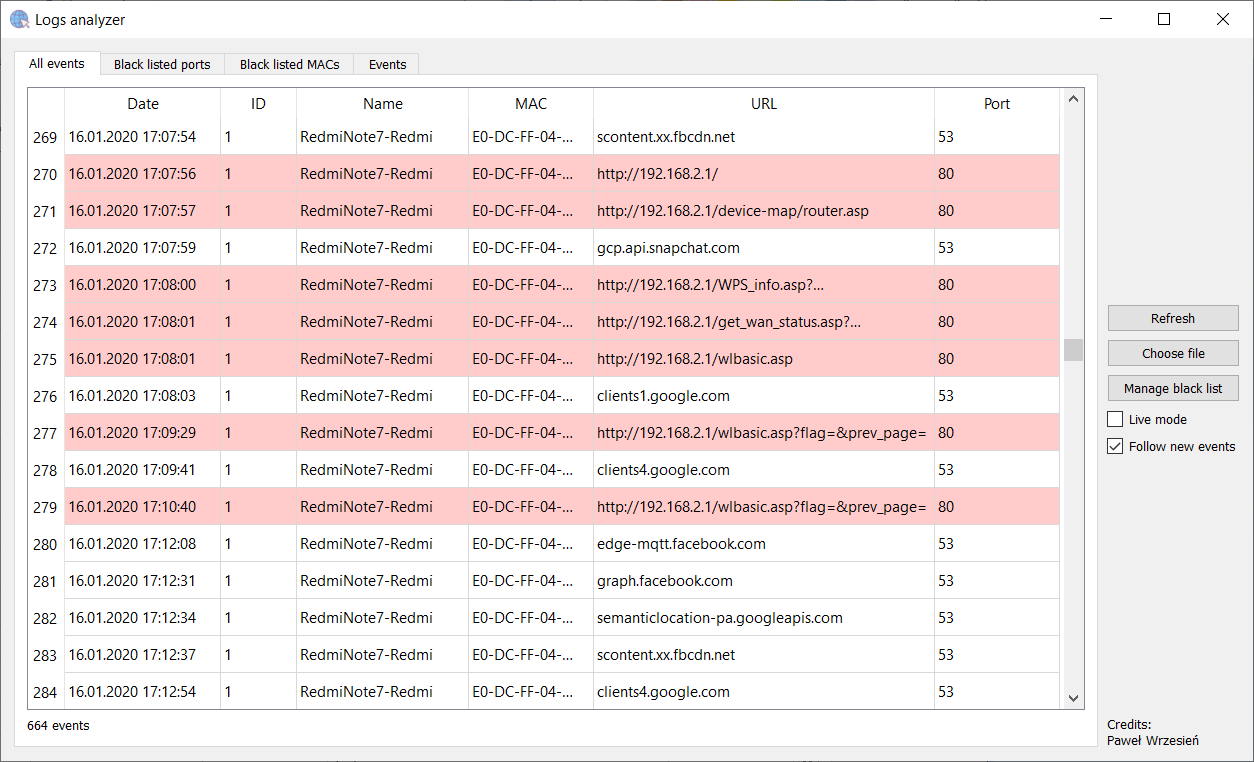 Logs analyzer
All events Black listed ports Black listed MACs Events
Date ID Name MAC URL Port
269 16.01.2020 17:07:54 1 RedmiNote7-Redmi E0-DC-FF-04-... scontent.xx.fbcdn.net 53
270 16.01.2020 17:07:56 1 RedmiNote7-Redmi E0-DC-FF-04-... http://192.168.2.1/ 80
271 16.01.2020 17:07:57 1 RedmiNote7-Redmi E0-DC-FF-04-... http://192.168.2.1/device-map/router.asp 80
272 16.01.2020 17:07:59 1 RedmiNote7-Redmi E0-DC-FF-04-... gcp.api.snapchat.com 53
273 16.01.2020 17:08:00 1 RedmiNote7-Redmi E0-DC-FF-04-... http://192.168.2.1/WPS_info.asp?... 80
274 16.01.2020 17:08:01 1 RedmiNote7-Redmi E0-DC-FF-04-... http://192.168.2.1/get_wan_status.asp?... 80
275 16.01.2020 17:08:01 1 RedmiNote7-Redmi E0-DC-FF-04-... http://192.168.2.1/wlbasic.asp 80
276 16.01.2020 17:08:03 1 RedmiNote7-Redmi E0-DC-FF-04-... clients1.google.com 53
277 16.01.2020 17:09:29 1 RedmiNote7-Redmi E0-DC-FF-04-... http://192.168.2.1/wlbasic.asp?flag=&prev_page= 80
278 16.01.2020 17:09:41 1 RedmiNote7-Redmi E0-DC-FF-04-... clients4.google.com 53
279 16.01.2020 17:10:40 1 RedmiNote7-Redmi E0-DC-FF-04-... http://192.168.2.1/wlbasic.asp?flag=&prev_page= 80
280 16.01.2020 17:12:08 1 RedmiNote7-Redmi E0-DC-FF-04-... edge-mqtt.facebook.com 53
281 16.01.2020 17:12:31 1 RedmiNote7-Redmi E0-DC-FF-04-... graph.facebook.com 53
282 16.01.2020 17:12:34 1 RedmiNote7-Redmi E0-DC-FF-04-... semanticlocation-pa.googleapis.com 53
283 16.01.2020 17:12:37 1 RedmiNote7-Redmi E0-DC-FF-04-... scontent.xx.fbcdn.net 53
284 16.01.2020 17:12:54 1 RedmiNote7-Redmi E0-DC-FF-04-... clients4.google.com 53
664 events
Refresh
Choose file
Manage black list
Live mode
Follow new events
Credits:
Paweł Wrzesień